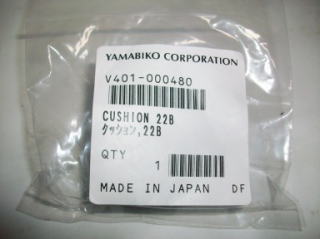 YAMABIKO CORPORATION
V401-000480
CUSHION 22B
クッション,22B
QTY 1
MADE IN JAPAN DF